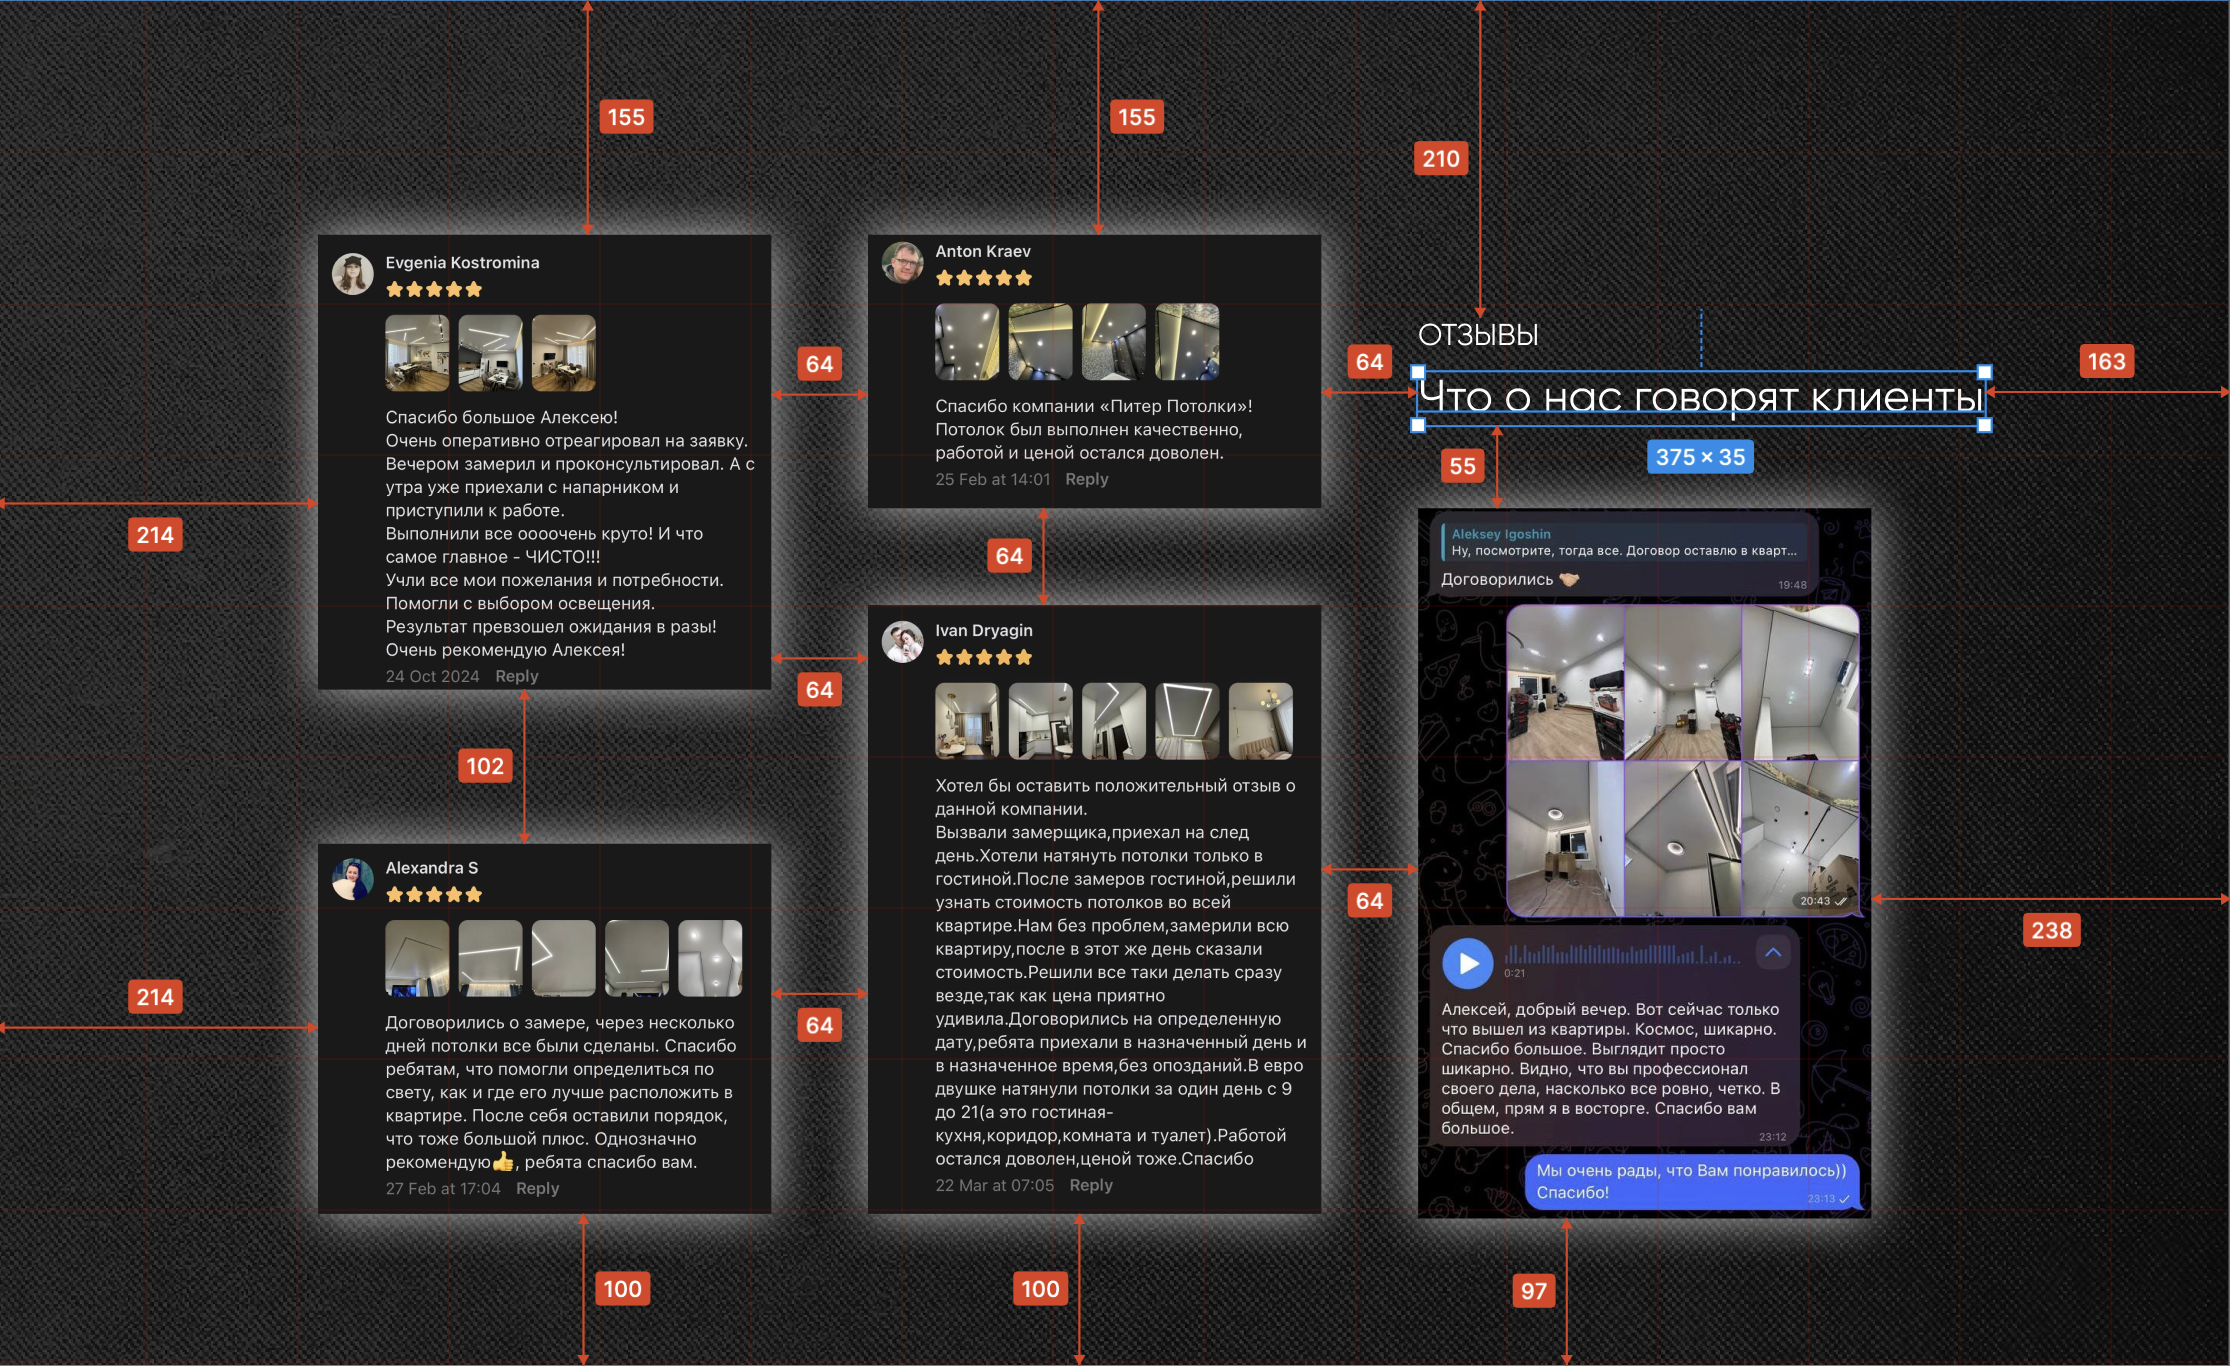 155
155
210
214
Evgenia Kostromina
Спасибо большое Алексею!
Очень оперативно отреагировал на заявку.
Вечером замерил и проконсультировал. А с
утра уже приехали с напарником и
приступили к работе.
Выполнили все оооочень круто! И что
самое главное - ЧИСТО!!!
Учли все мои пожелания и потребности.
Помогли с выбором освещения.
Результат превзошел ожидания в разы!
Очень рекомендую Алексея!
24 Oct 2024 Reply
102
214
Alexandra S
Договорились о замере, через несколько
дней потолки все были сделаны. Спасибо
ребятам, что помогли определиться по
свету, как и где его лучше расположить в
квартире. После себя оставили порядок,
что тоже большой плюс. Однозначно
рекомендую👍, ребята спасибо вам.
27 Feb at 17:04 Reply
100
64
64
64
Anton Kraev
Спасибо компании «Питер Потолки»!
Потолок был выполнен качественно,
работой и ценой остался доволен.
25 Feb at 14:01 Reply
64
Ivan Dryagin
Хотел бы оставить положительный отзыв о
данной компании.
Вызвали замерщика,приехал на след
день.Хотели натянуть потолки только в
гостиной.После замеров гостиной,решили
узнать стоимость потолков во всей
квартире.Нам без проблем,замерили всю
квартиру,после в этот же день сказали
стоимость.Решили все таки делать сразу
везде,так как цена приятно
удивила.Договорились на определенную
дату,ребята приехали в назначенный день и
в назначенное время,без опозданий.В евро
двушке натянули потолки за один день с 9
до 21(а это гостиная-
кухня,коридор,комната и туалет).Работой
остался доволен,ценой тоже.Спасибо
22 Mar at 07:05 Reply
100
64
64
ОТЗЫВЫ
Что о нас говорят клиенты
163
375 × 35
55
Aleksey Igoshin
Ну, посмотрите, тогда все. Договор оставлю в кварт...
Договорились 🤝
19:48
20:43
0:21
Алексей, добрый вечер. Вот сейчас только
что вышел из квартиры. Космос, шикарно.
Спасибо большое. Выглядит просто
шикарно. Видно, что вы профессионал
своего дела, насколько все ровно, четко. В
общем, прям я в восторге. Спасибо вам
большое.
23:12
Мы очень рады, что Вам понравилось))
Спасибо!
23:13
238
97